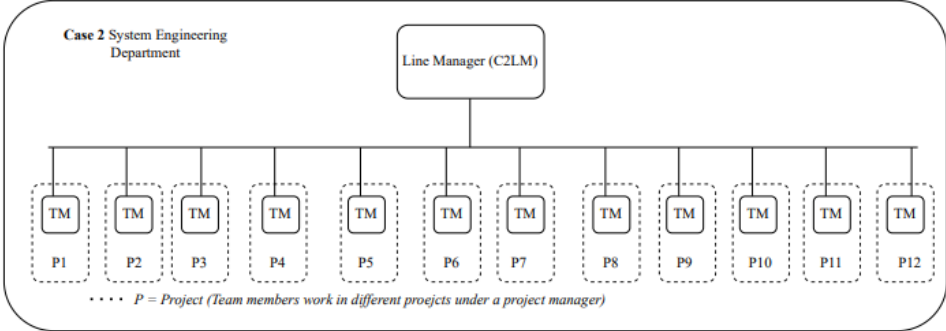 Case 2 System Engineering
Department
Line Manager (C2LM)
TM TM TM TM TM TM TM TM TM TM TM TM
P1 P2 P3 P4 P5 P6 P7 P8 P9 P10 P11 P12
P = Project (Team members work in different proejcts under a project manager)